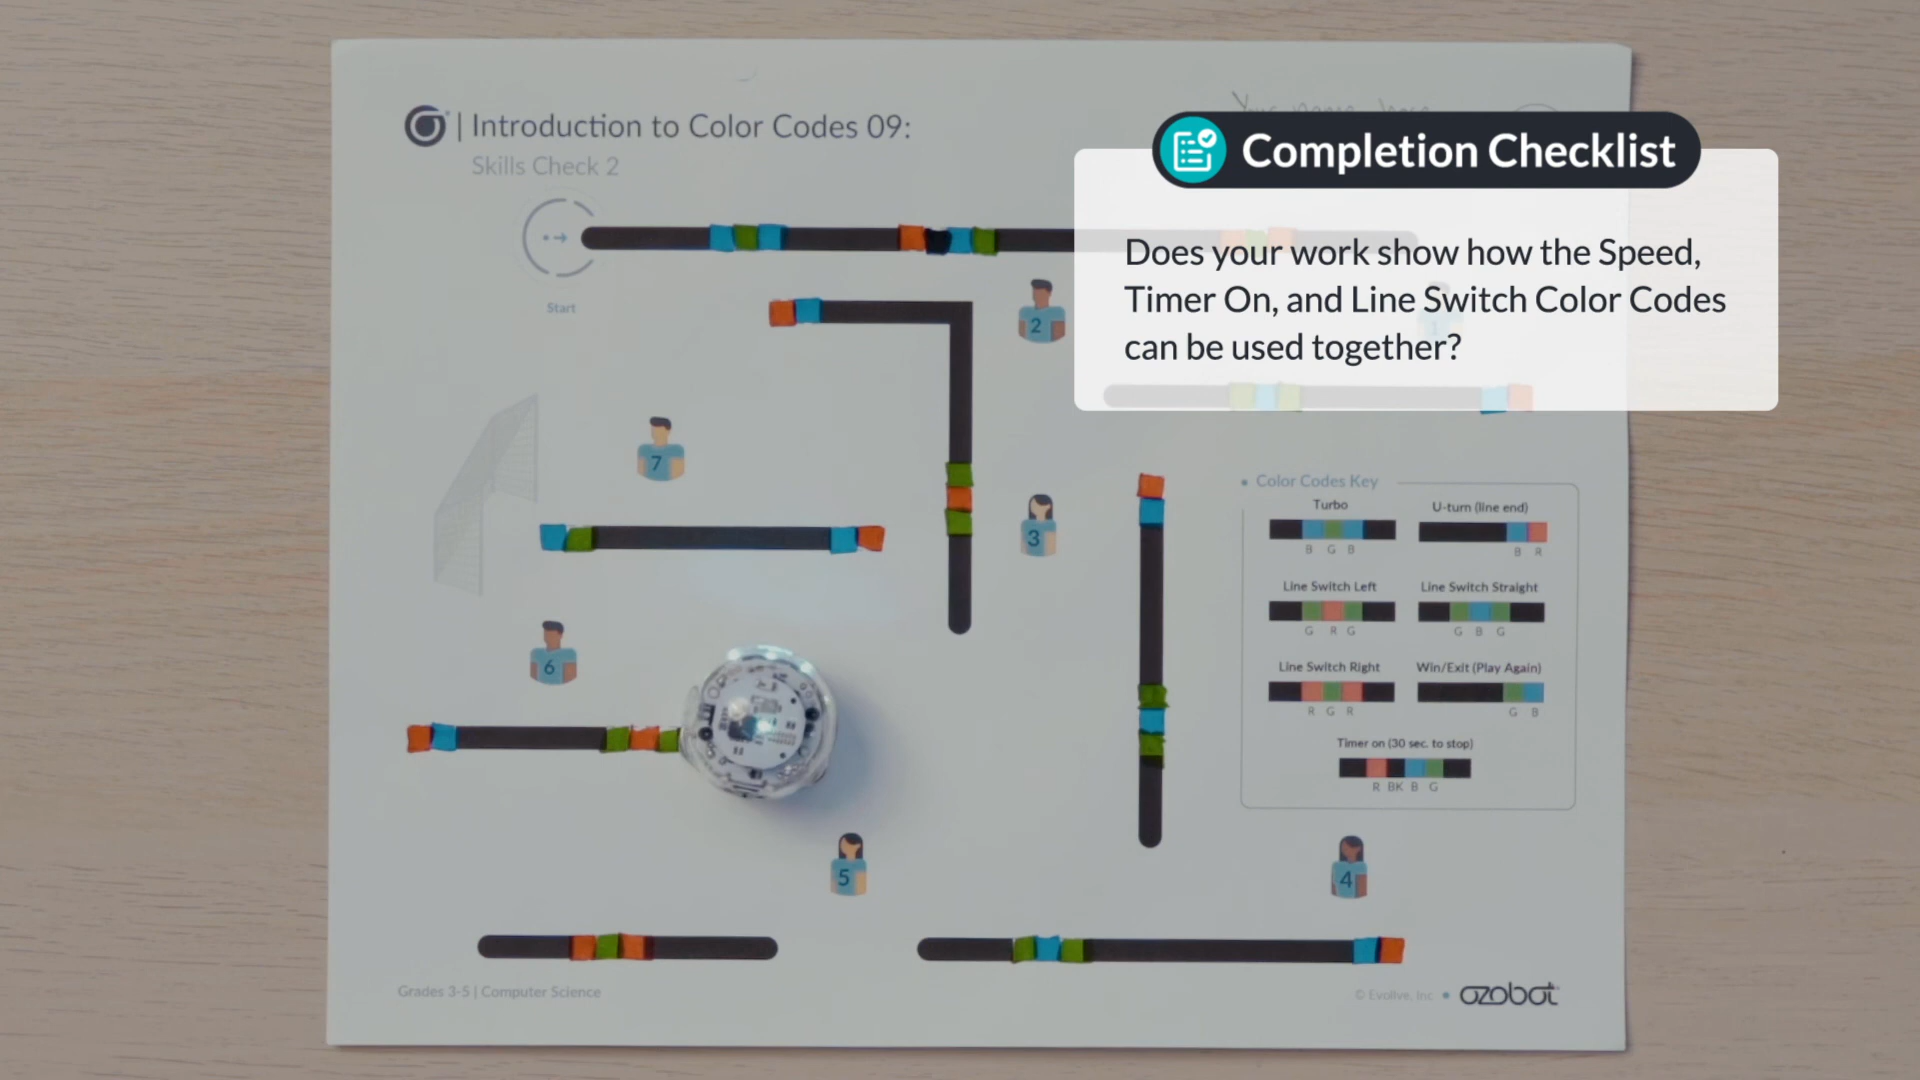 Introduction to Color Codes 09:
Skills Check 2
Your name here
Completion Checklist
Does your work show how the Speed,
Timer On, and Line Switch Color Codes
can be used together?
Start
2
7
3
6
5
4
Color Codes Key
Turbo
U-turn (line end)
B G B
B R
Line Switch Left
Line Switch Straight
G R G
G B G
Line Switch Right
Win/Exit (Play Again)
R G R
G B
Timer on (30 sec. to stop)
R BK B G
Grades 3-5 | Computer Science
© Evollve, Inc • ozobot